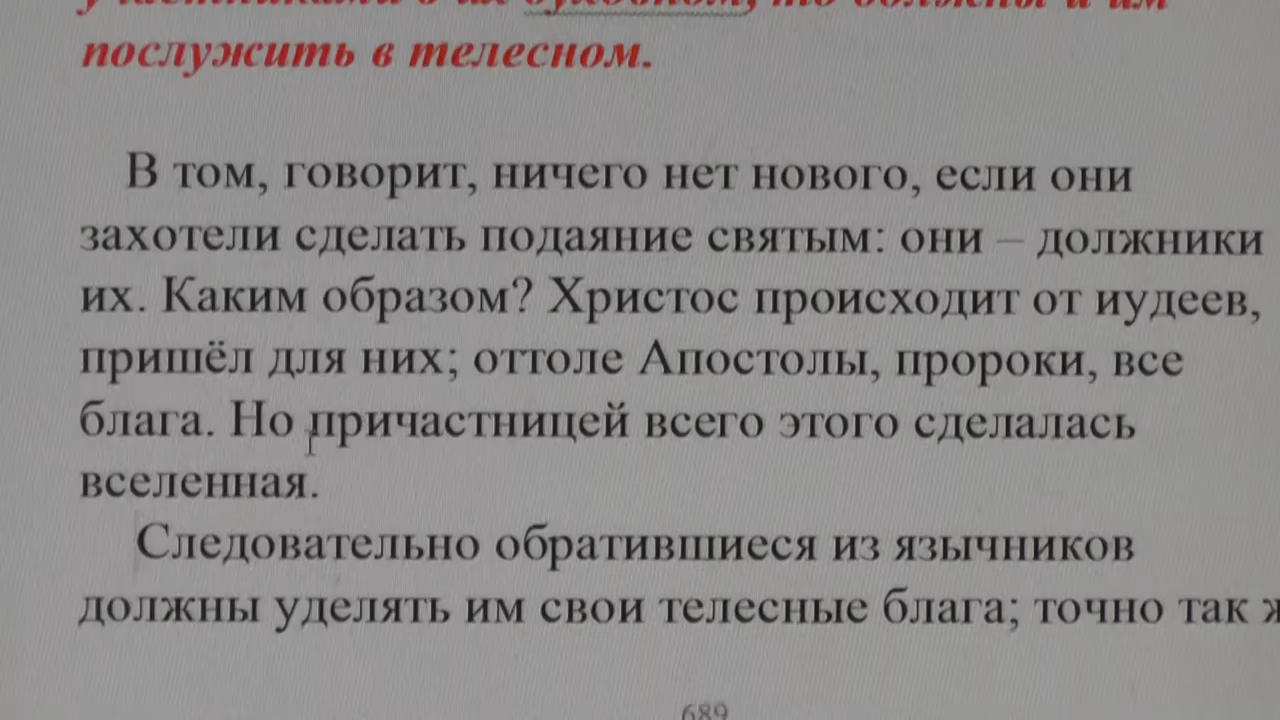 послужить в телесном.
В том, говорит, ничего нет нового, если они
захотели сделать подаяние святым: они – должники
их. Каким образом? Христос происходит от иудеев,
пришёл для них; оттоле Апостолы, пророки, все
блага. Но причастницей всего этого сделалась
вселенная.
Следовательно обратившиеся из язычников
должны уделять им свои телесные блага; точно так
689